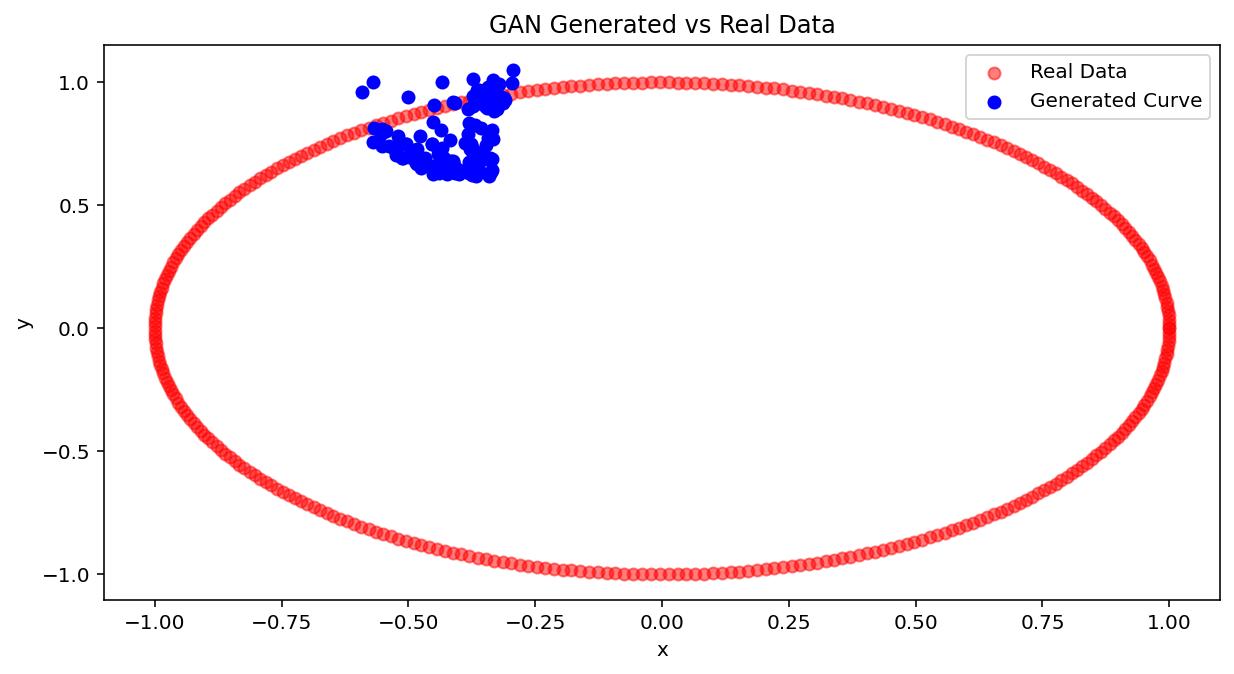 GAN Generated vs Real Data
Real Data
Generated Curve
y
1.0
0.5
0.0
−0.5
−1.0
−1.00 −0.75 −0.50 −0.25 0.00 0.25 0.50 0.75 1.00
x